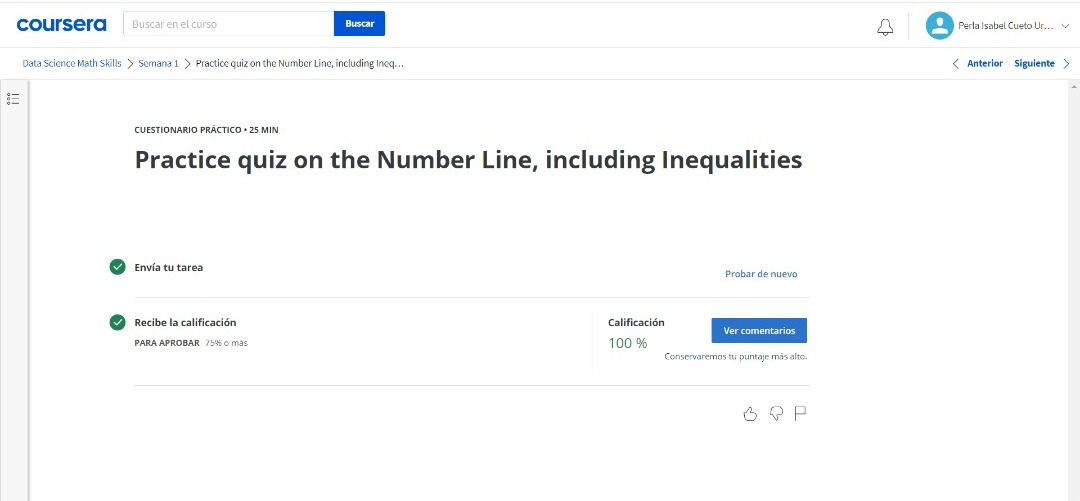 coursera
Buscar en el curso
Buscar
Perla Isabel Cueto Ur...
Data Science Math Skills > Semana 1 > Practice quiz on the Number Line, including Ineq...
< Anterior Siguiente >
CUESTIONARIO PRÁCTICO • 25 MIN
Practice quiz on the Number Line, including Inequalities
Envía tu tarea
Probar de nuevo
Recibe la calificación
PARA APROBAR 75% o más
Calificación
100 %
Ver comentarios
Conservaremos tu puntaje más alto.